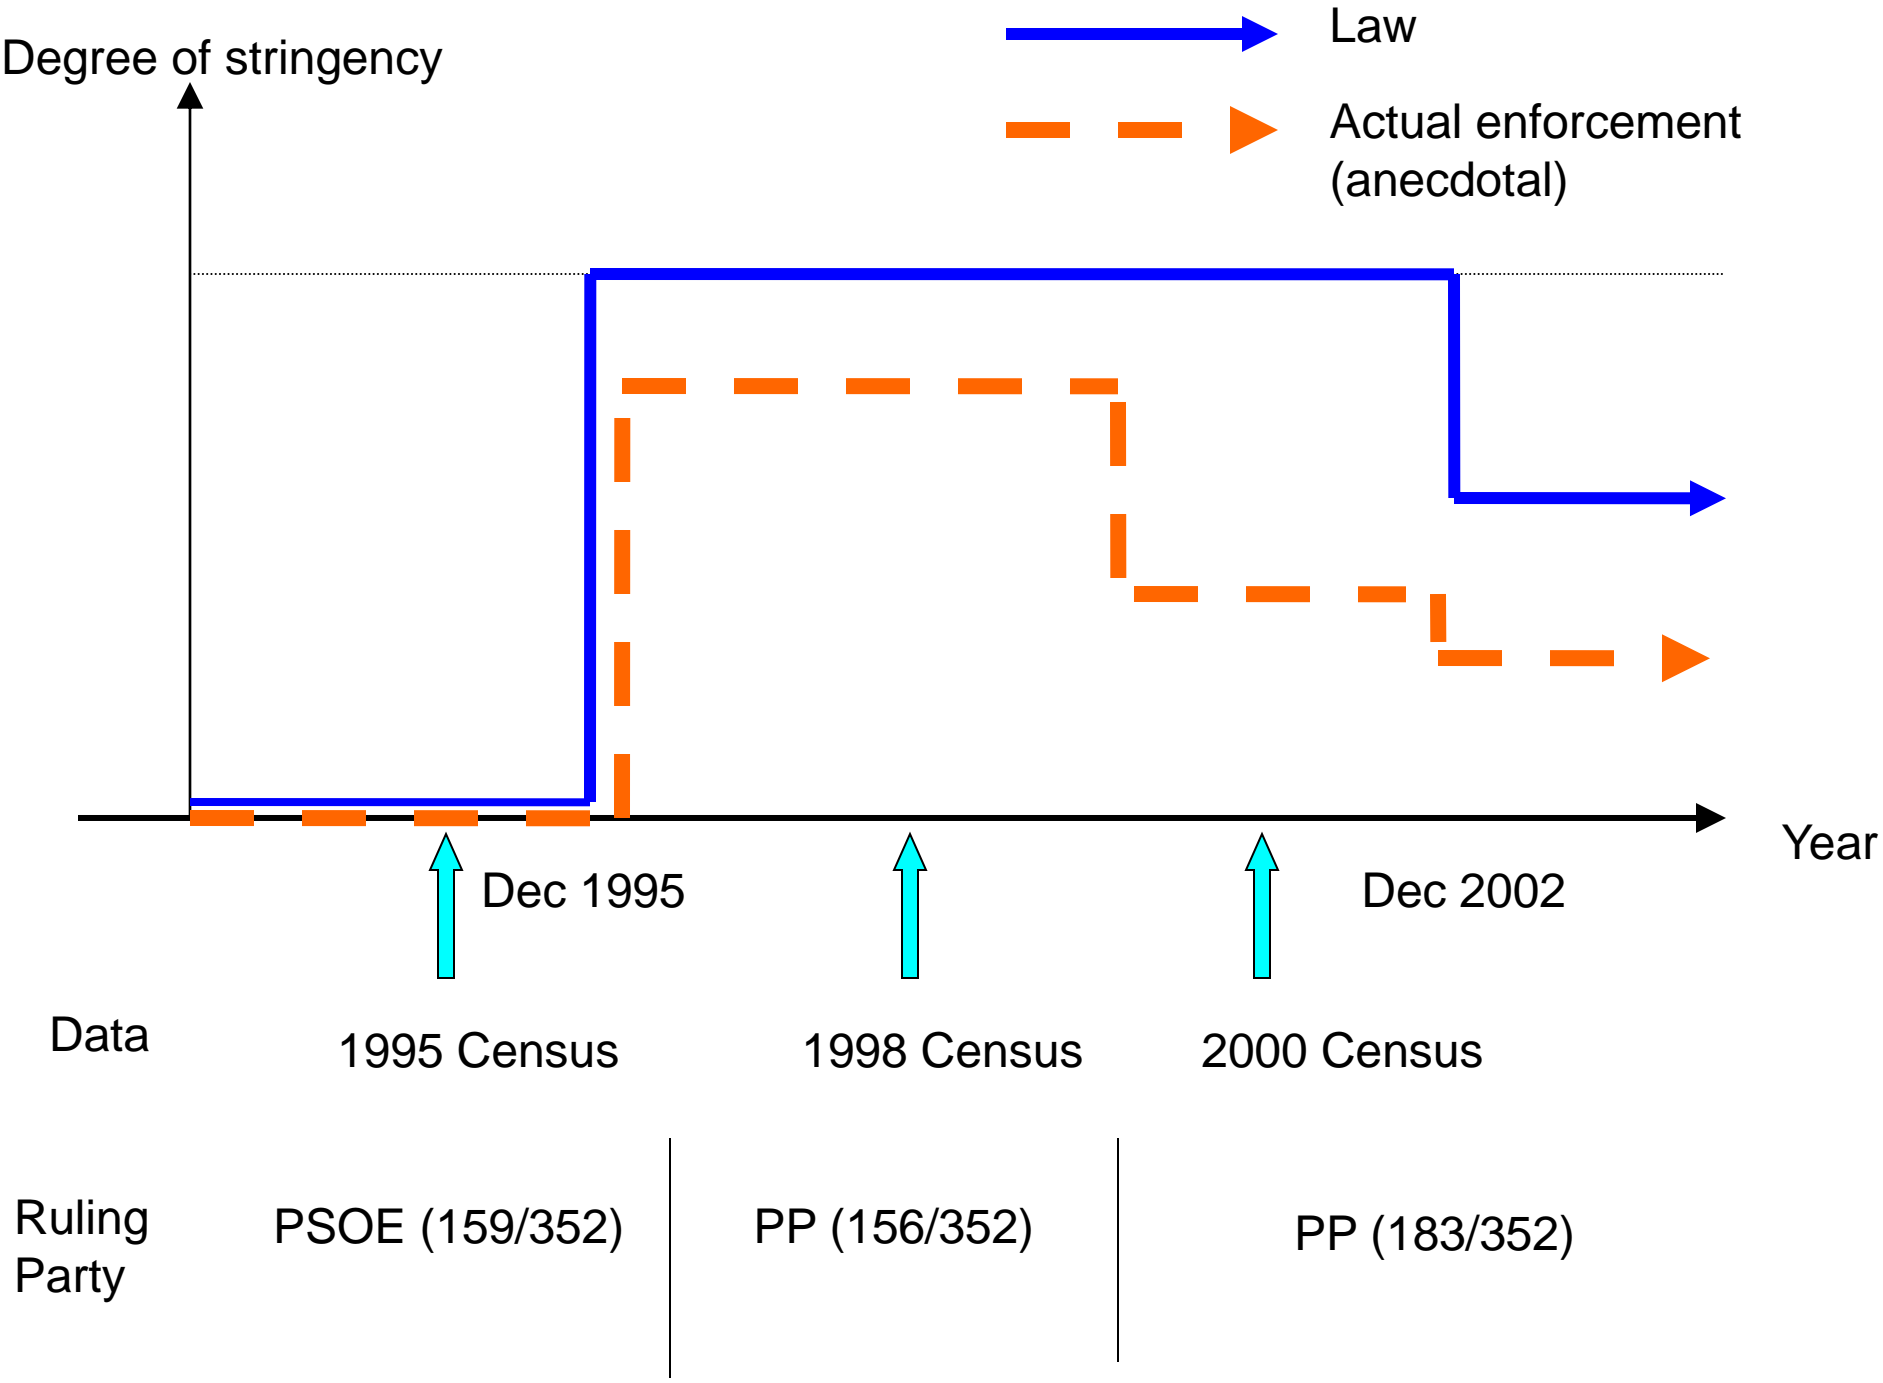 Law
Degree of stringency
Actual enforcement
(anecdotal)
Year
Dec 1995
Dec 2002
Data
1995 Census
1998 Census
2000 Census
Ruling
Party
PSOE (159/352)
PP (156/352)
PP (183/352)